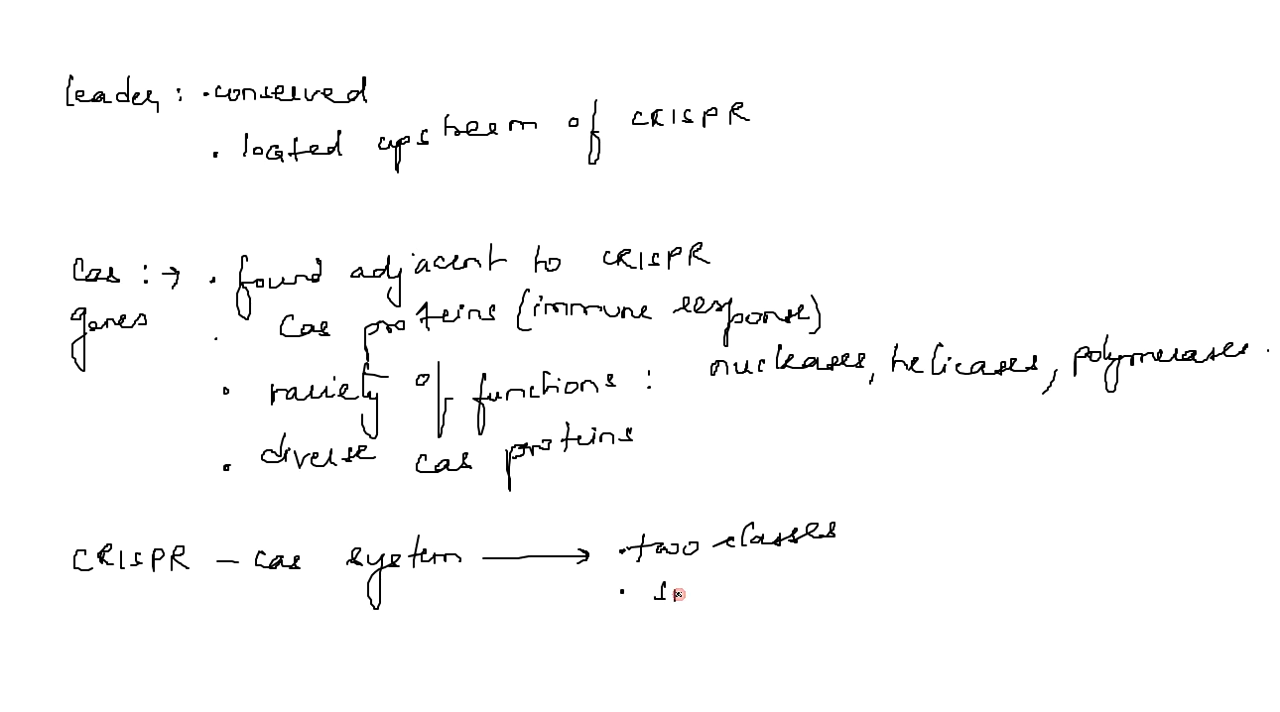 leader : . conserved
. located upstream of CRISPR
Cas : → . found adjacent to CRISPR
genes . Cas proteins (immune response)
. variety of functions : nucleases, helicases, polymerases .
. diverse cas proteins
CRISPR - cas system → . two classes
.